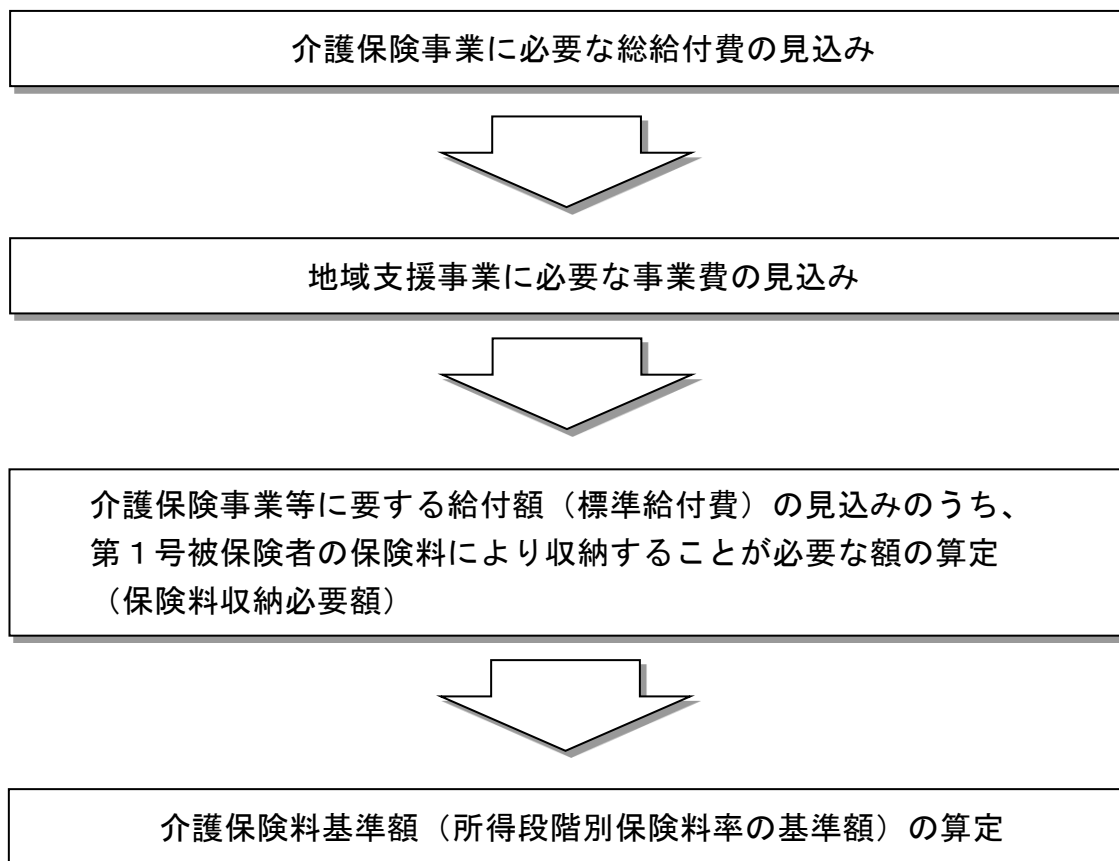 介護保険事業に必要な総給付費の見込み
地域支援事業に必要な事業費の見込み
介護保険事業等に要する給付額（標準給付費）の見込みのうち、
第１号被保険者の保険料により収納することが必要な額の算定
（保険料収納必要額）
介護保険料基準額（所得段階別保険料率の基準額）の算定